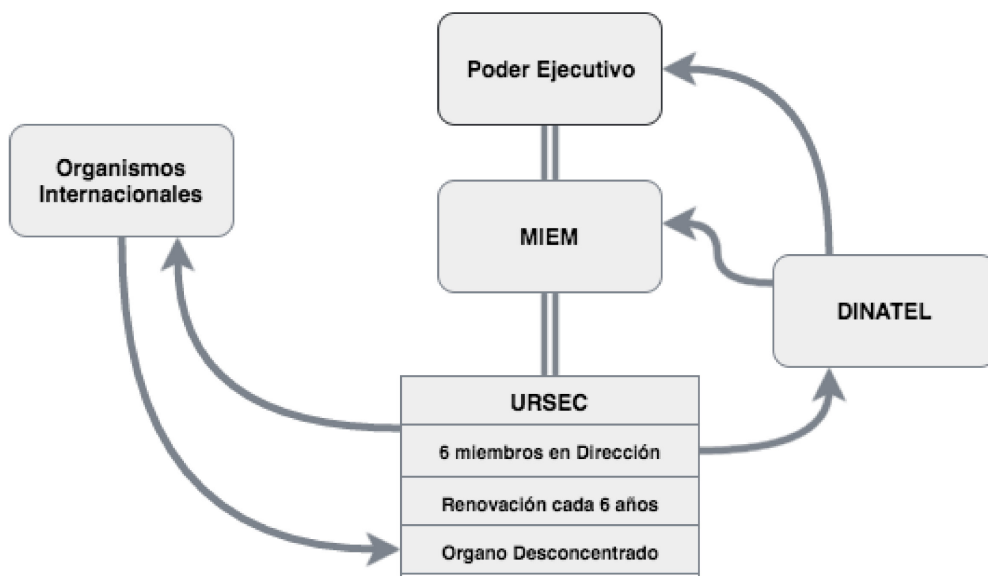 Poder Ejecutivo
Organismos
Internacionales
MIEM
DINATEL
URSEC
6 miembros en Dirección
Renovación cada 6 años
Organo Desconcentrado